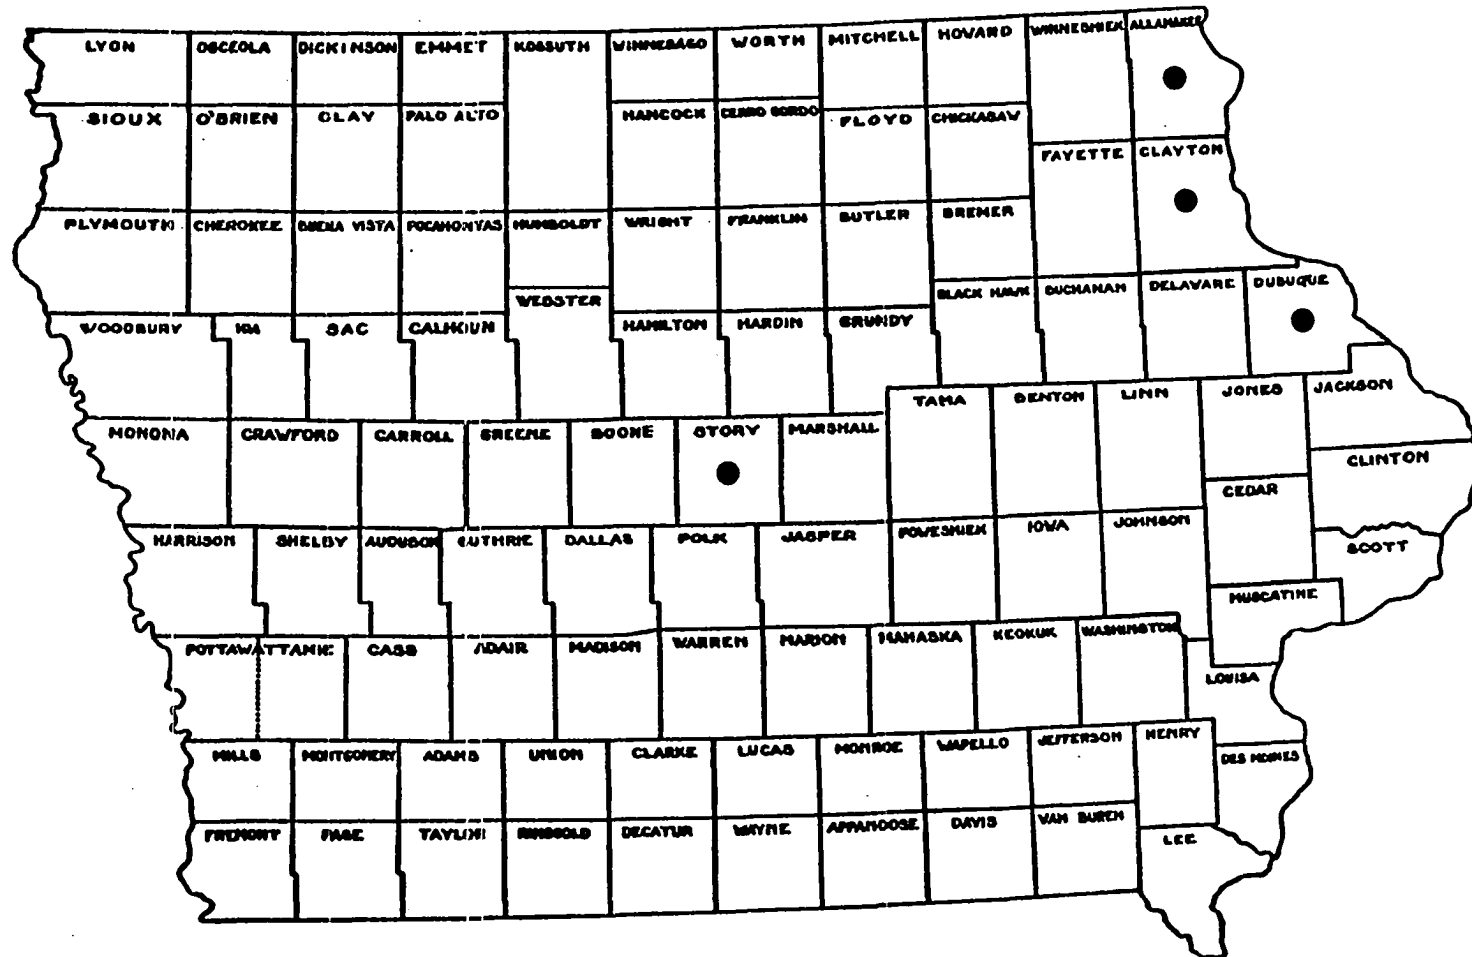 LYON OSCEOLA DICKINSON EMMET KOSSUTH WINNEBAGO WORTH MITCHELL HOWARD WINNESHIEK ALLAMAKEE
SIOUX O'BRIEN CLAY PALO ALTO HANCOCK CERRO GORDO FLOYD CHICKASAW
FAYETTE CLAYTON
PLYMOUTH CHEROKEE BUENA VISTA POCAHONTAS HUMBOLDT WRIGHT FRANKLIN BUTLER BREMER
WEBSTER BLACK HAWK BUCHANAN DELAWARE DUBUQUE
WOODBURY IDA SAC CALHOUN HAMILTON HARDIN GRUNDY
TAMA BENTON LINN JONES JACKSON
MONONA CRAWFORD CARROLL GREENE BOONE STORY MARSHALL
CLINTON
CEDAR
HARRISON SHELBY AUDUBON GUTHRIE DALLAS POLK JASPER POWESHIEK IOWA JOHNSON
SCOTT
MUSCATINE
POTTAWATTAMIE CASS ADAIR MADISON WARREN MARION MAHASKA KEOKUK WASHINGTON
LOUISA
MILLS MONTGOMERY ADAMS UNION CLARKE LUCAS MONROE WAPELLO JEFFERSON HENRY
DES MOINES
FREMONT PAGE TAYLOR RINGGOLD DECATUR WAYNE APPANOOSE DAVIS VAN BUREN
LEE